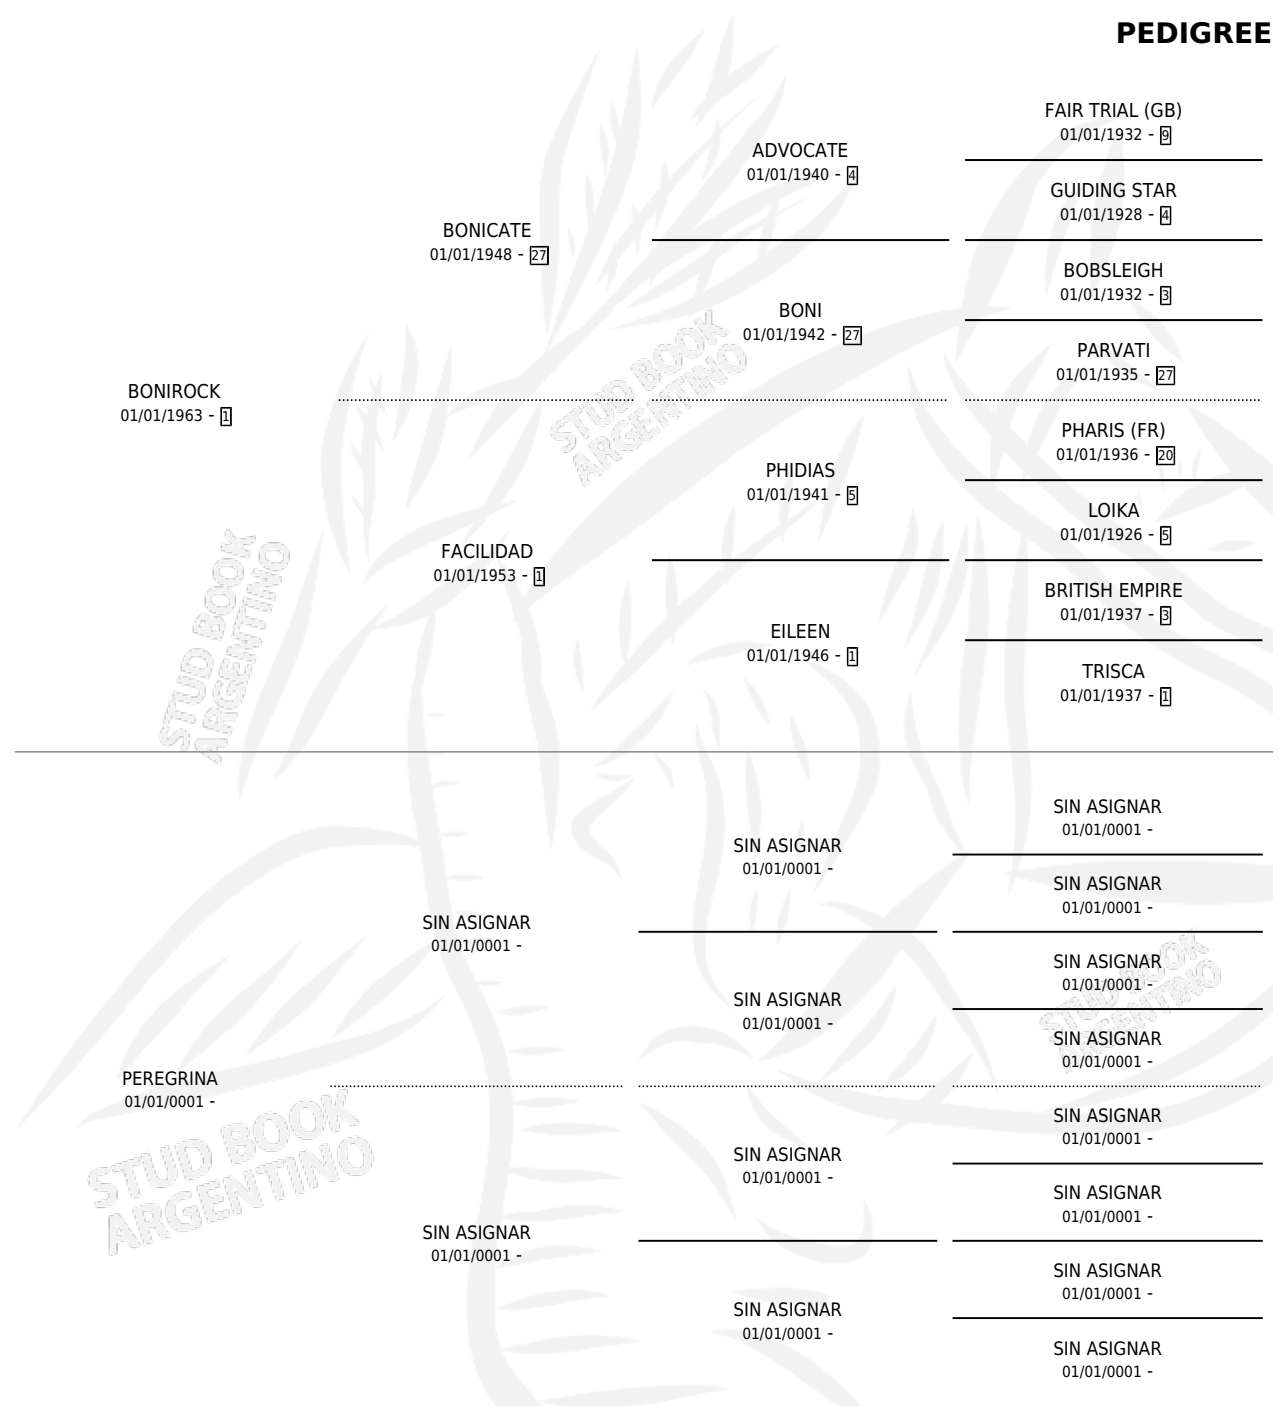 PEDIGREE
FAIR TRIAL (GB)
01/01/1932 - 9
ADVOCATE
01/01/1940 - 4
GUIDING STAR
01/01/1928 - 4
BONICATE
01/01/1948 - 27
BOBSLEIGH
01/01/1932 - 3
BONI
01/01/1942 - 27
PARVATI
01/01/1935 - 27
BONIROCK
01/01/1963 - 1
STUD BOOK
ARGENTINO
PHARIS (FR)
01/01/1936 - 20
PHIDIAS
01/01/1941 - 5
LOIKA
01/01/1926 - 5
FACILIDAD
01/01/1953 - 1
BRITISH EMPIRE
01/01/1937 - 3
EILEEN
01/01/1946 - 1
TRISCA
01/01/1937 - 1
STUD BOOK
ARGENTINO
SIN ASIGNAR
01/01/0001 -
SIN ASIGNAR
01/01/0001 -
SIN ASIGNAR
01/01/0001 -
SIN ASIGNAR
01/01/0001 -
SIN ASIGNAR
01/01/0001 -
SIN ASIGNAR
01/01/0001 -
SIN ASIGNAR
01/01/0001 -
STUD BOOK
ARGENTINO
PEREGRINA
01/01/0001 -
STUD BOOK
ARGENTINO
SIN ASIGNAR
01/01/0001 -
SIN ASIGNAR
01/01/0001 -
SIN ASIGNAR
01/01/0001 -
SIN ASIGNAR
01/01/0001 -
SIN ASIGNAR
01/01/0001 -
SIN ASIGNAR
01/01/0001 -
SIN ASIGNAR
01/01/0001 -